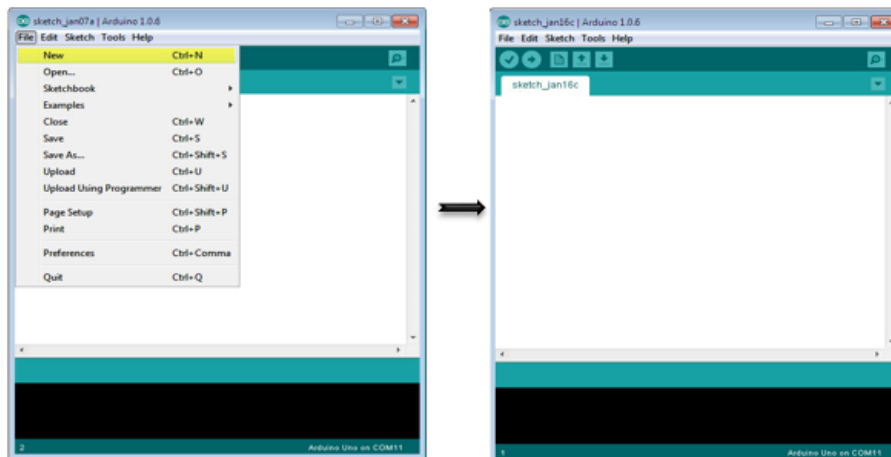 sketch_jan07a | Arduino 1.0.6
File Edit Sketch Tools Help
New Ctrl+N
Open... Ctrl+O
Sketchbook
Examples
Close Ctrl+W
Save Ctrl+S
Save As... Ctrl+Shift+S
Upload Ctrl+U
Upload Using Programmer Ctrl+Shift+U
Page Setup Ctrl+Shift+P
Print Ctrl+P
Preferences Ctrl+Comma
Quit Ctrl+Q
2 Arduino Uno on COM11
sketch_jan16c | Arduino 1.0.6
File Edit Sketch Tools Help
sketch_jan16c
1 Arduino Uno on COM11